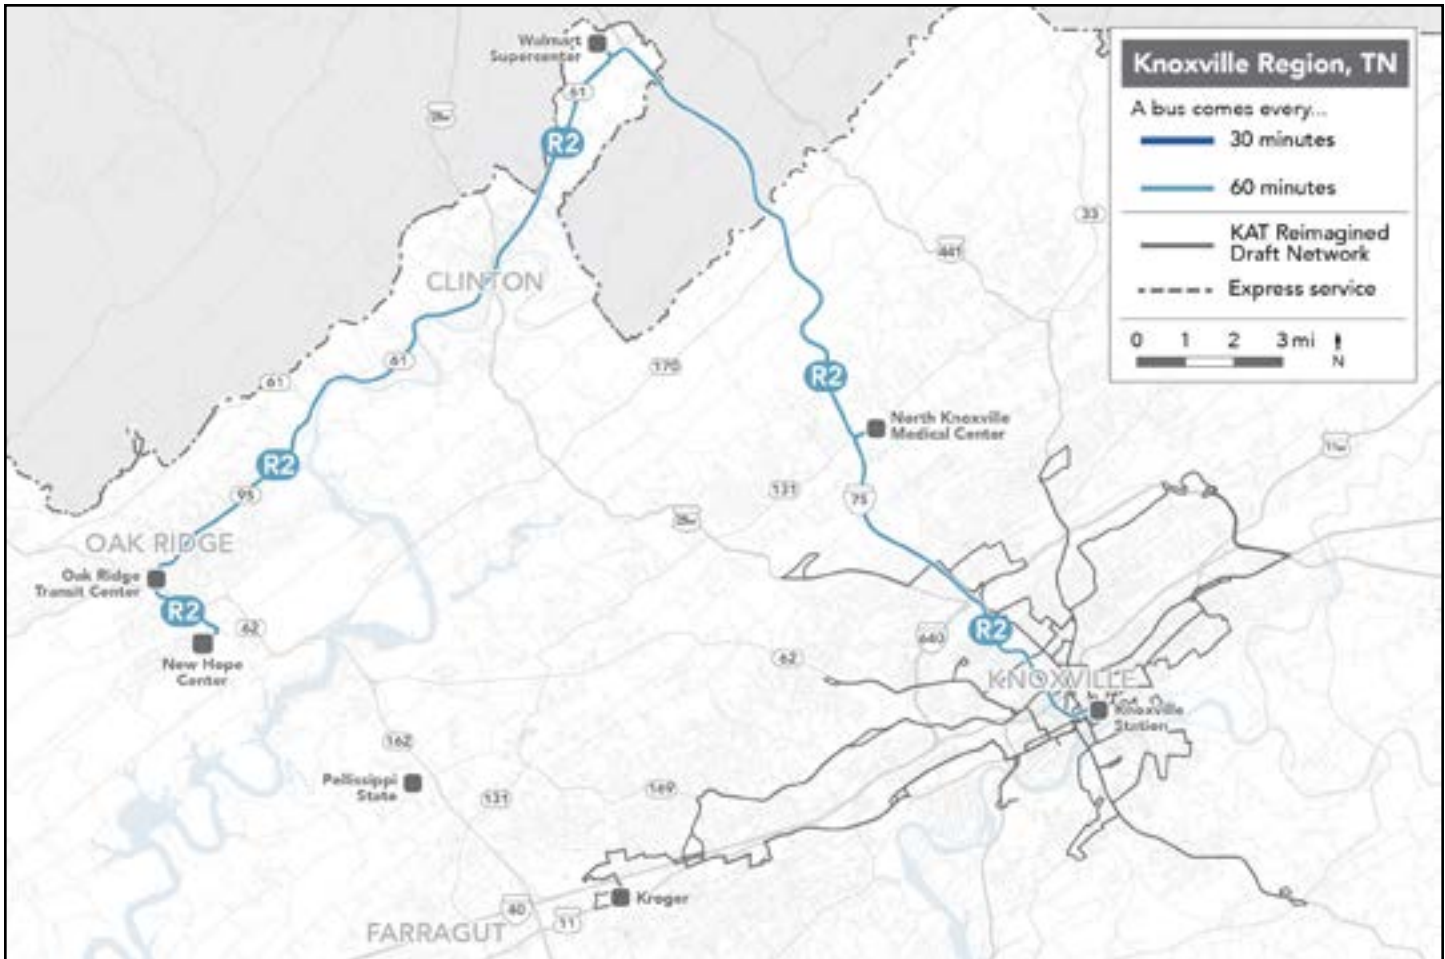 Walmart
Supercenter
61
R2
Knoxville Region, TN
A bus comes every...
30 minutes
60 minutes
KAT Reimagined
Draft Network
Express service
0 1 2 3 mi
N
33
441
CLINTON
61
61
170
R2
R2
North Knoxville
Medical Center
95
131
75
OAK RIDGE
Oak Ridge
Transit Center
R2
62
New Hope
Center
R2
640
62
KNOXVILLE
Knoxville
Station
162
Pellissippi
State
131
169
Kroger
40
11
FARRAGUT